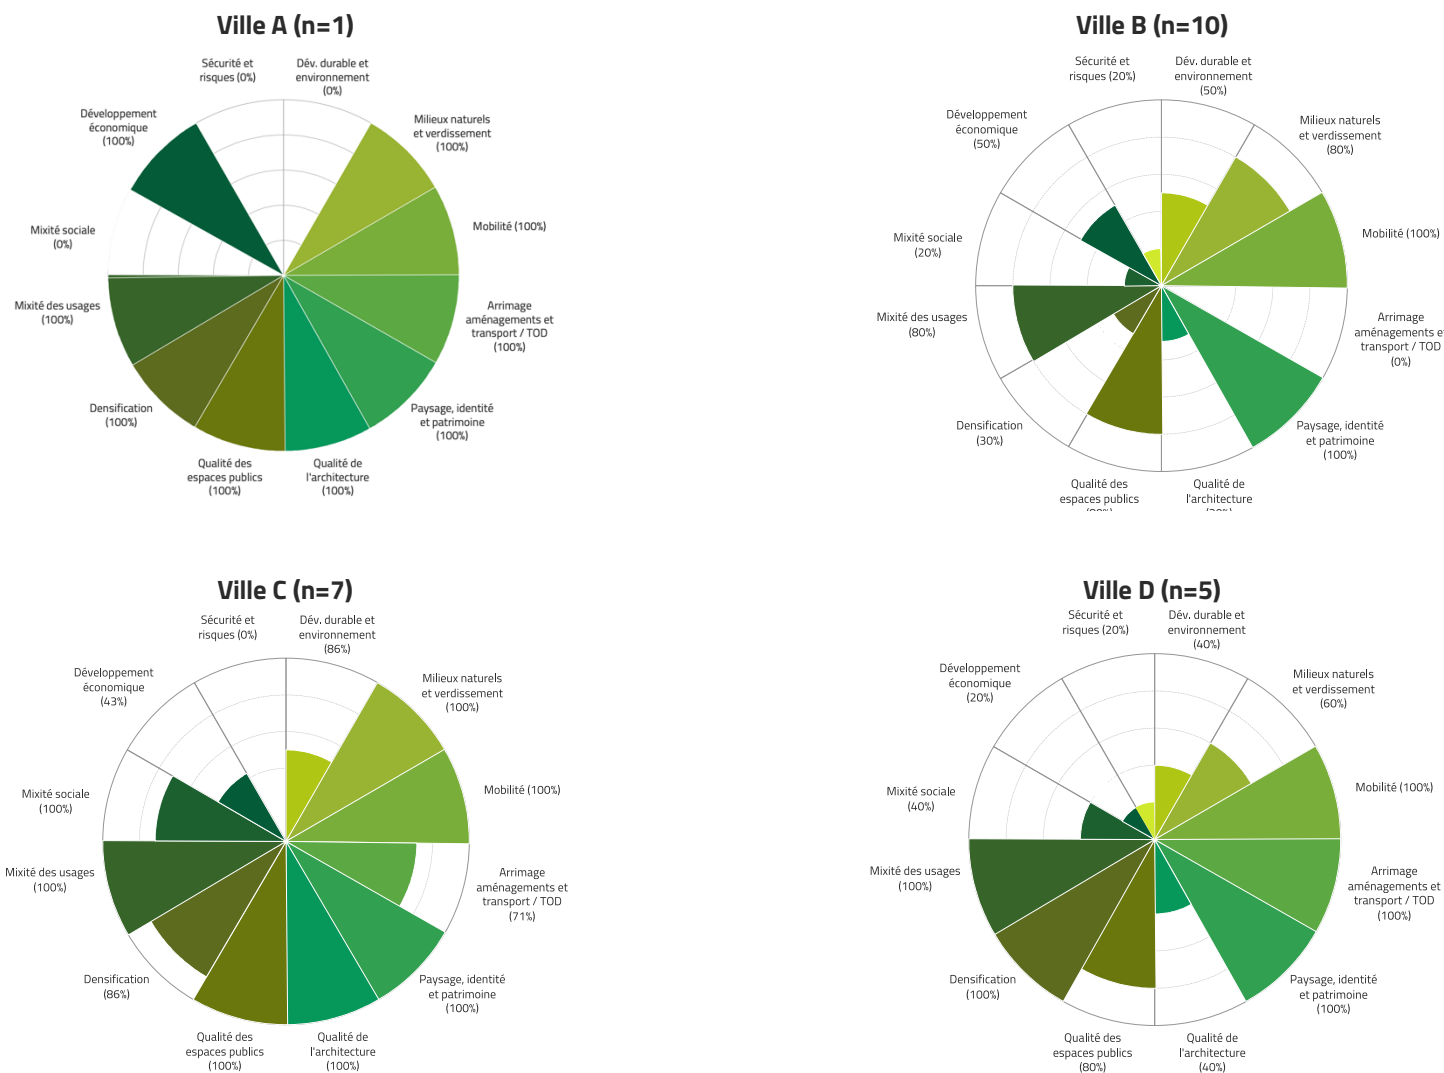 Ville A (n=1)
Sécurité et
risques (0%)
Dév. durable et
environnement
(0%)
Développement
économique
(100%)
Milieux naturels
et verdissement
(100%)
Mixité sociale
(0%)
Mobilité (100%)
Mixité des usages
(100%)
Arrimage
aménagements et
transport / TOD
(100%)
Densification
(100%)
Paysage, identité
et patrimoine
(100%)
Qualité des
espaces publics
(100%)
Qualité de
l'architecture
(100%)
Ville B (n=10)
Sécurité et
risques (20%)
Dév. durable et
environnement
(50%)
Développement
économique
(50%)
Milieux naturels
et verdissement
(80%)
Mixité sociale
(20%)
Mobilité (100%)
Mixité des usages
(80%)
Arrimage
aménagements et
transport / TOD
(0%)
Densification
(30%)
Paysage, identité
et patrimoine
(100%)
Qualité des
espaces publics
Qualité de
l'architecture
Ville C (n=7)
Sécurité et
risques (0%)
Dév. durable et
environnement
(86%)
Développement
économique
(43%)
Milieux naturels
et verdissement
(100%)
Mixité sociale
(100%)
Mobilité (100%)
Mixité des usages
(100%)
Arrimage
aménagements et
transport / TOD
(71%)
Densification
(86%)
Paysage, identité
et patrimoine
(100%)
Qualité des
espaces publics
(100%)
Qualité de
l'architecture
(100%)
Ville D (n=5)
Sécurité et
risques (20%)
Dév. durable et
environnement
(40%)
Développement
économique
(20%)
Milieux naturels
et verdissement
(60%)
Mixité sociale
(40%)
Mobilité (100%)
Mixité des usages
(100%)
Arrimage
aménagements et
transport / TOD
(100%)
Densification
(100%)
Paysage, identité
et patrimoine
(100%)
Qualité des
espaces publics
(80%)
Qualité de
l'architecture
(40%)